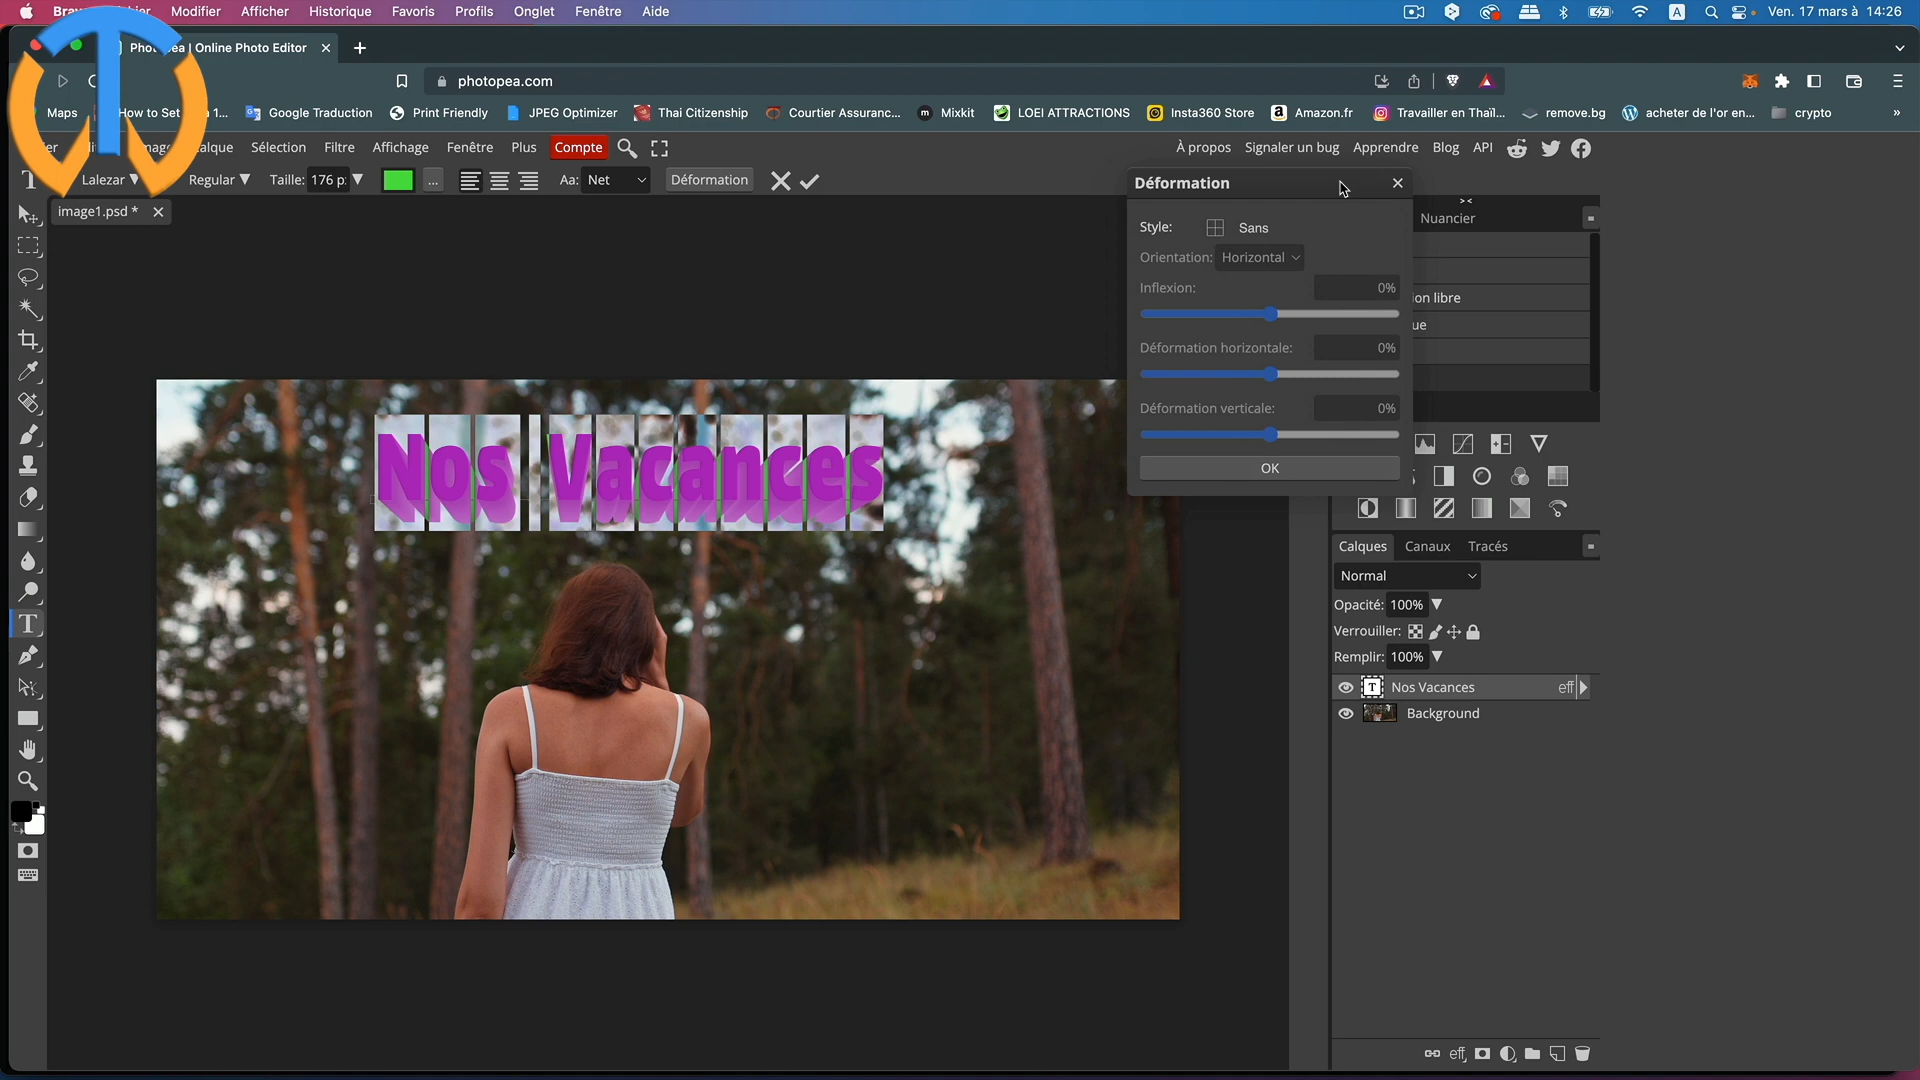 Modifier Afficher Historique Favoris Profils Onglet Fenêtre Aide
A Ven. 17 mars à 14:26
Photopea | Online Photo Editor
photopea.com
Maps
How to Set
Google Traduction
Print Friendly
JPEG Optimizer
Thai Citizenship
Courtier Assuranc...
Mixkit
LOEI ATTRACTIONS
Insta360 Store
Amazon.fr
Travailler en Thaïl...
remove.bg
acheter de l'or en...
crypto
Sélection Filtre Affichage Fenêtre Plus Compte
À propos Signaler un bug Apprendre Blog API
Lalezar Regular Taille: 176 p: ... Aa: Net Déformation
image1.psd *
Déformation
Style: Sans
Orientation: Horizontal
Inflexion: 0%
Déformation horizontale: 0%
Déformation verticale: 0%
OK
Nuancier
ion libre
ue
Nos Vacances
Calques Canaux Tracés
Normal
Opacité: 100%
Verrouiller:
Remplir: 100%
Nos Vacances eff
Background
eff